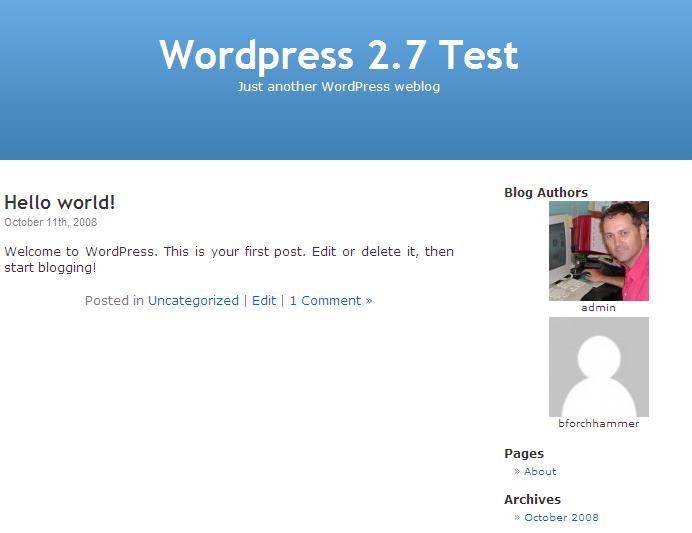 Wordpress 2.7 Test
Just another WordPress weblog
Hello world!
October 11th, 2008
Welcome to WordPress. This is your first post. Edit or delete it, then
start blogging!
Posted in Uncategorized | Edit | 1 Comment »
Blog Authors
admin
bforchhammer
Pages
» About
Archives
» October 2008